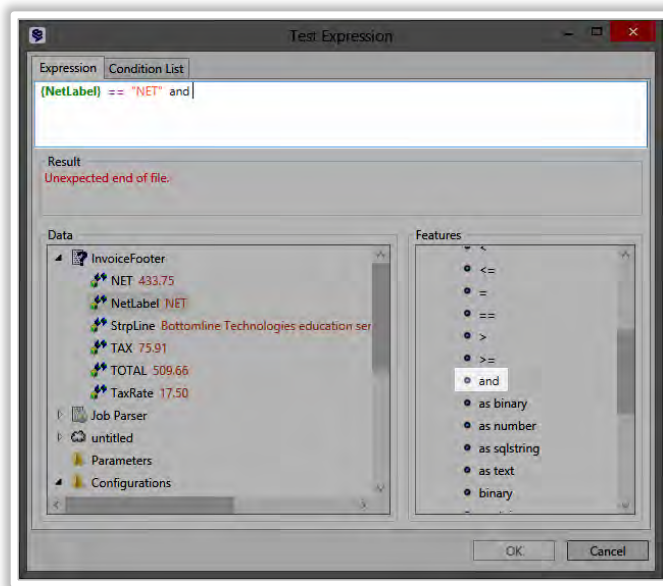 Test Expression
Expression Condition List
{NetLabel} == "NET" and
Result
Unexpected end of file.
Data
InvoiceFooter
NET 433.75
NetLabel NET
StrpLine Bottomline Technologies education ser
TAX 75.91
TOTAL 509.66
TaxRate 17.50
Job Parser
untitled
Parameters
Configurations
Features
<=
=
==
>
>=
and
as binary
as number
as sqlstring
as text
binary
OK Cancel